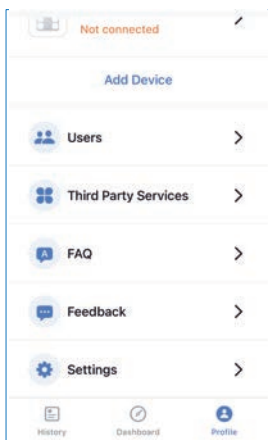 Not connected
Add Device
Users
Third Party Services
A
FAQ
Feedback
Settings
History
Dashboard
Profile